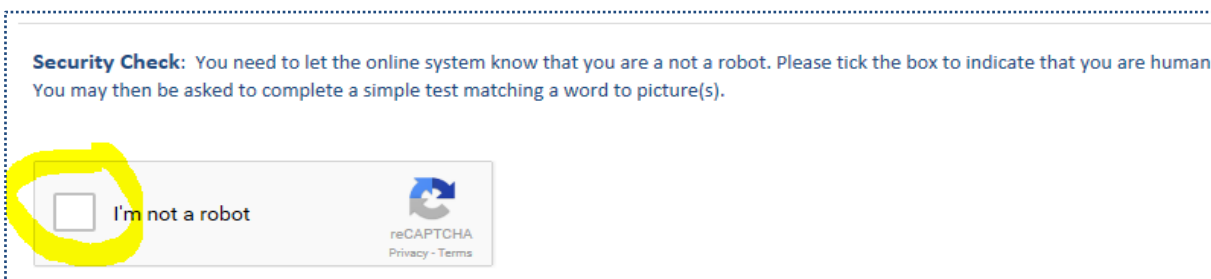 Security Check: You need to let the online system know that you are a not a robot. Please tick the box to indicate that you are human
You may then be asked to complete a simple test matching a word to picture(s).
I'm not a robot
reCAPTCHA
Privacy - Terms